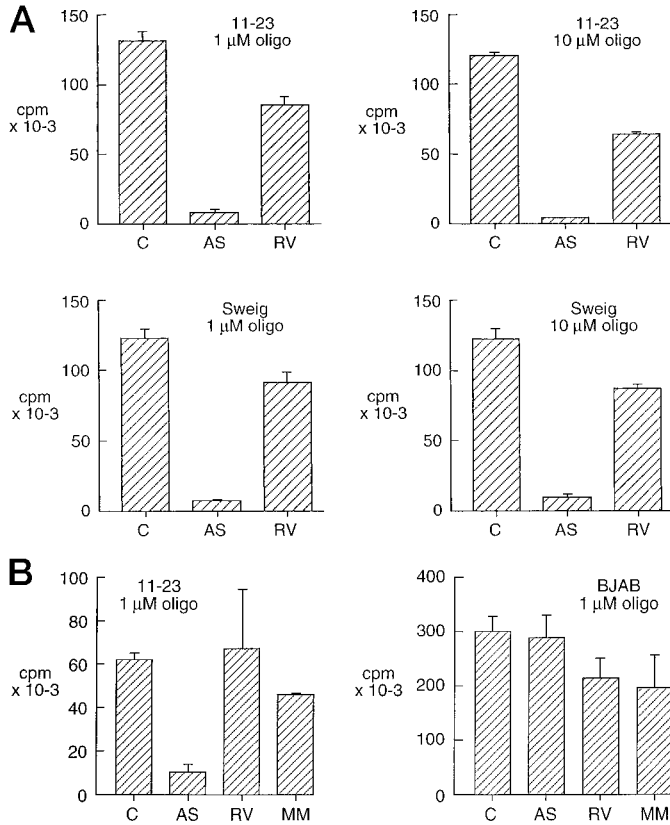 A
11-23
1 μM oligo
cpm
x 10-3
150
100
50
0
C AS RV
11-23
10 μM oligo
cpm
x 10-3
150
100
50
0
C AS RV
Sweig
1 μM oligo
cpm
x 10-3
150
100
50
0
C AS RV
Sweig
10 μM oligo
cpm
x 10-3
150
100
50
0
C AS RV
B
11-23
1 μM oligo
cpm
x 10-3
100
80
60
40
20
0
C AS RV MM
BJAB
1 μM oligo
cpm
x 10-3
400
300
200
100
0
C AS RV MM